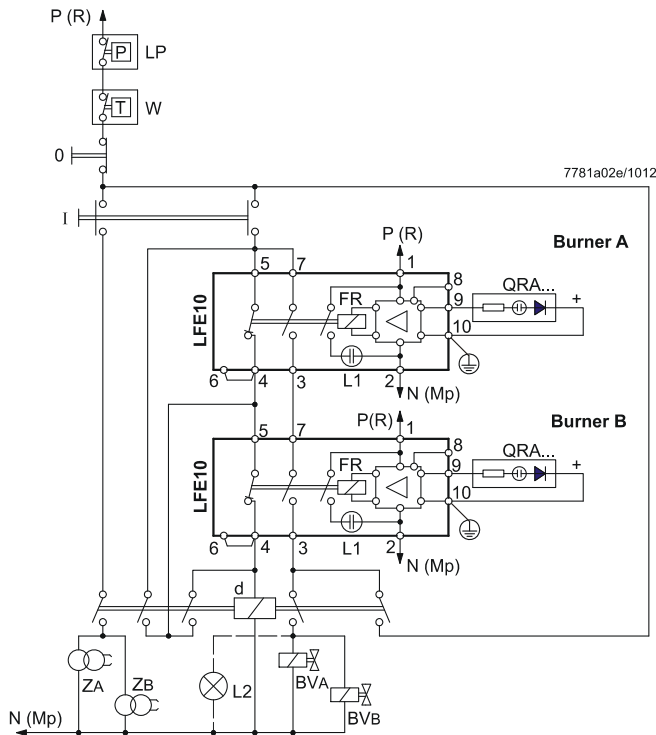 P (R)
P LP
T W
0
7781a02e/1012
I
P (R)
Burner A
5 7 1 8
FR 9 QRA... +
10
LFE10
6 4 3 L1 2
N (Mp)
P(R)
Burner B
5 7 1 8
FR 9 QRA... +
10
LFE10
6 4 3 L1 2
N (Mp)
d
ZA ZB L2 BVA
BVB
N (Mp)